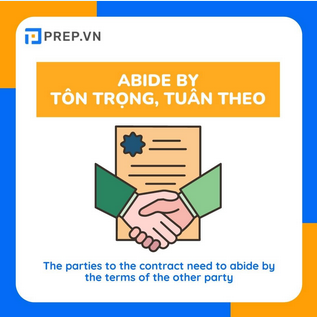 PREP.VN
ABIDE BY
TÔN TRỌNG, TUÂN THEO
The parties to the contract need to abide by
the terms of the other party